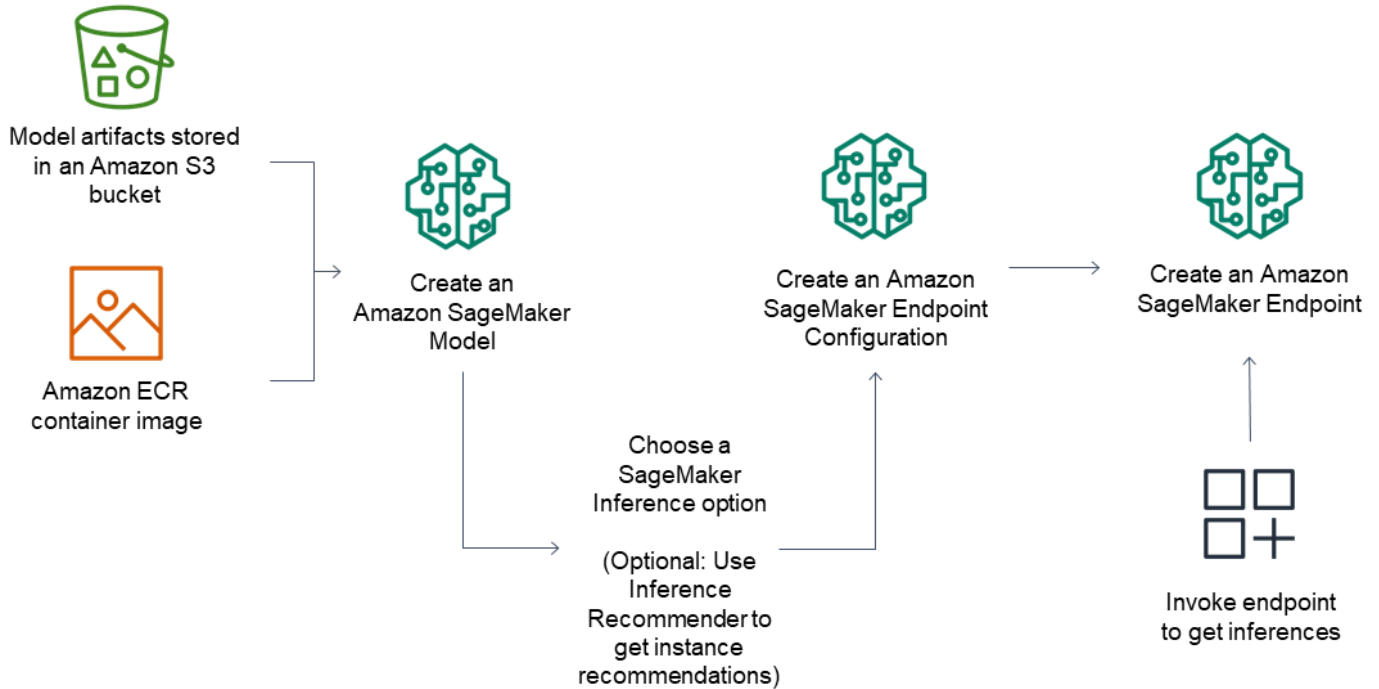 Model artifacts stored
in an Amazon S3
bucket
Amazon ECR
container image
Create an
Amazon SageMaker
Model
Choose a
SageMaker
Inference option
(Optional: Use
Inference
Recommender to
get instance
recommendations)
Create an Amazon
SageMaker Endpoint
Configuration
Create an Amazon
SageMaker Endpoint
Invoke endpoint
to get inferences